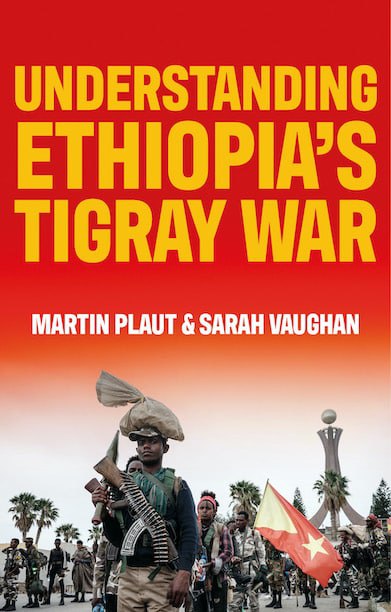 UNDERSTANDING
ETHIOPIA'S
TIGRAY WAR
MARTIN PLAUT & SARAH VAUGHAN